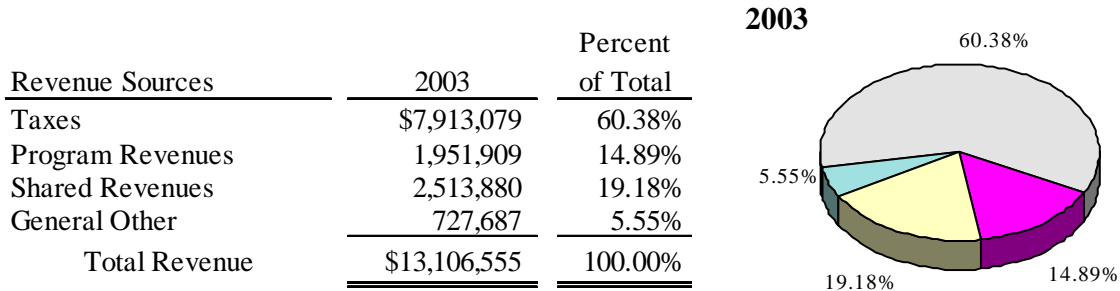 Percent
Revenue Sources 2003 of Total
Taxes $7,913,079 60.38%
Program Revenues 1,951,909 14.89%
Shared Revenues 2,513,880 19.18%
General Other 727,687 5.55%
Total Revenue $13,106,555 100.00%
2003
60.38%
5.55%
19.18%
14.89%